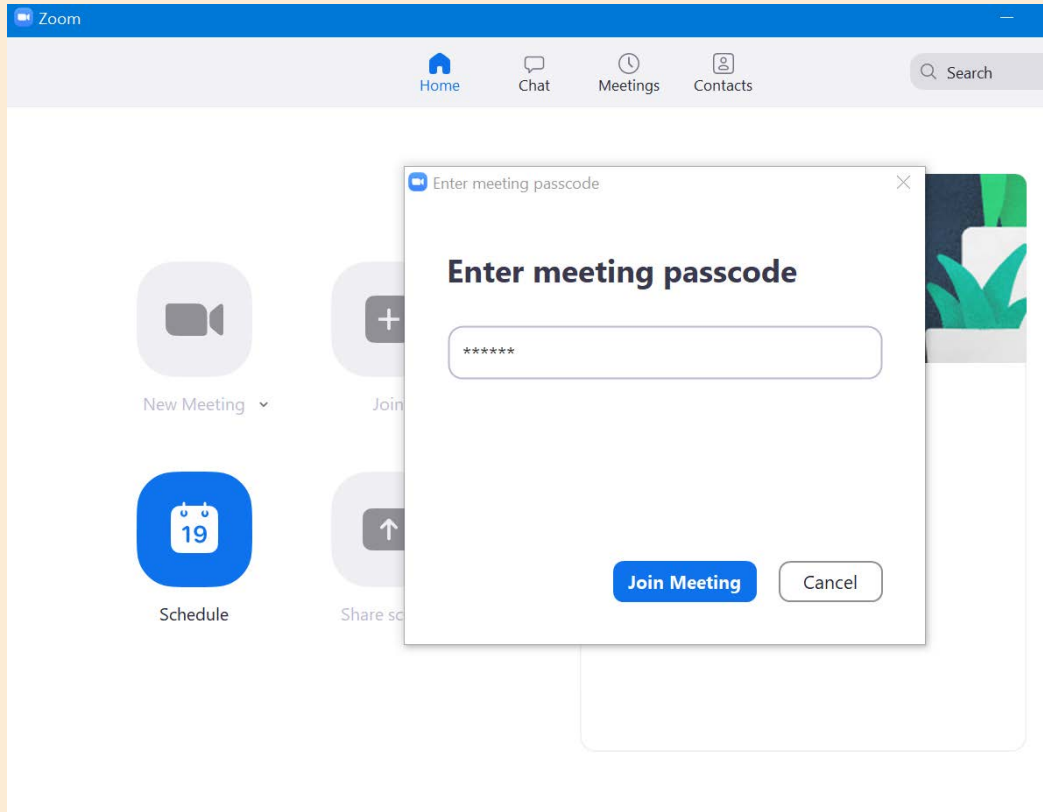 Zoom
Home
Chat
Meetings
Contacts
Search
Enter meeting passcode
Enter meeting passcode
******
New Meeting
Join
Join Meeting
Cancel
19
Schedule
Share sc